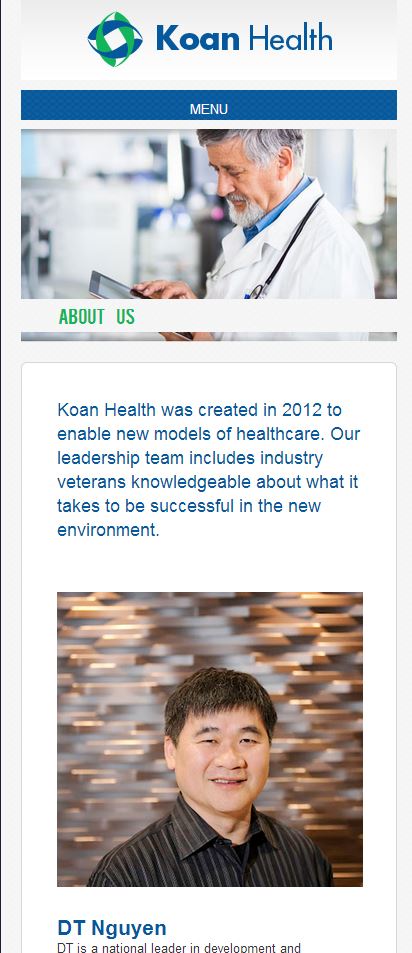 Koan Health
MENU
ABOUT US
Koan Health was created in 2012 to
enable new models of healthcare. Our
leadership team includes industry
veterans knowledgeable about what it
takes to be successful in the new
environment.
DT Nguyen
DT is a national leader in development and